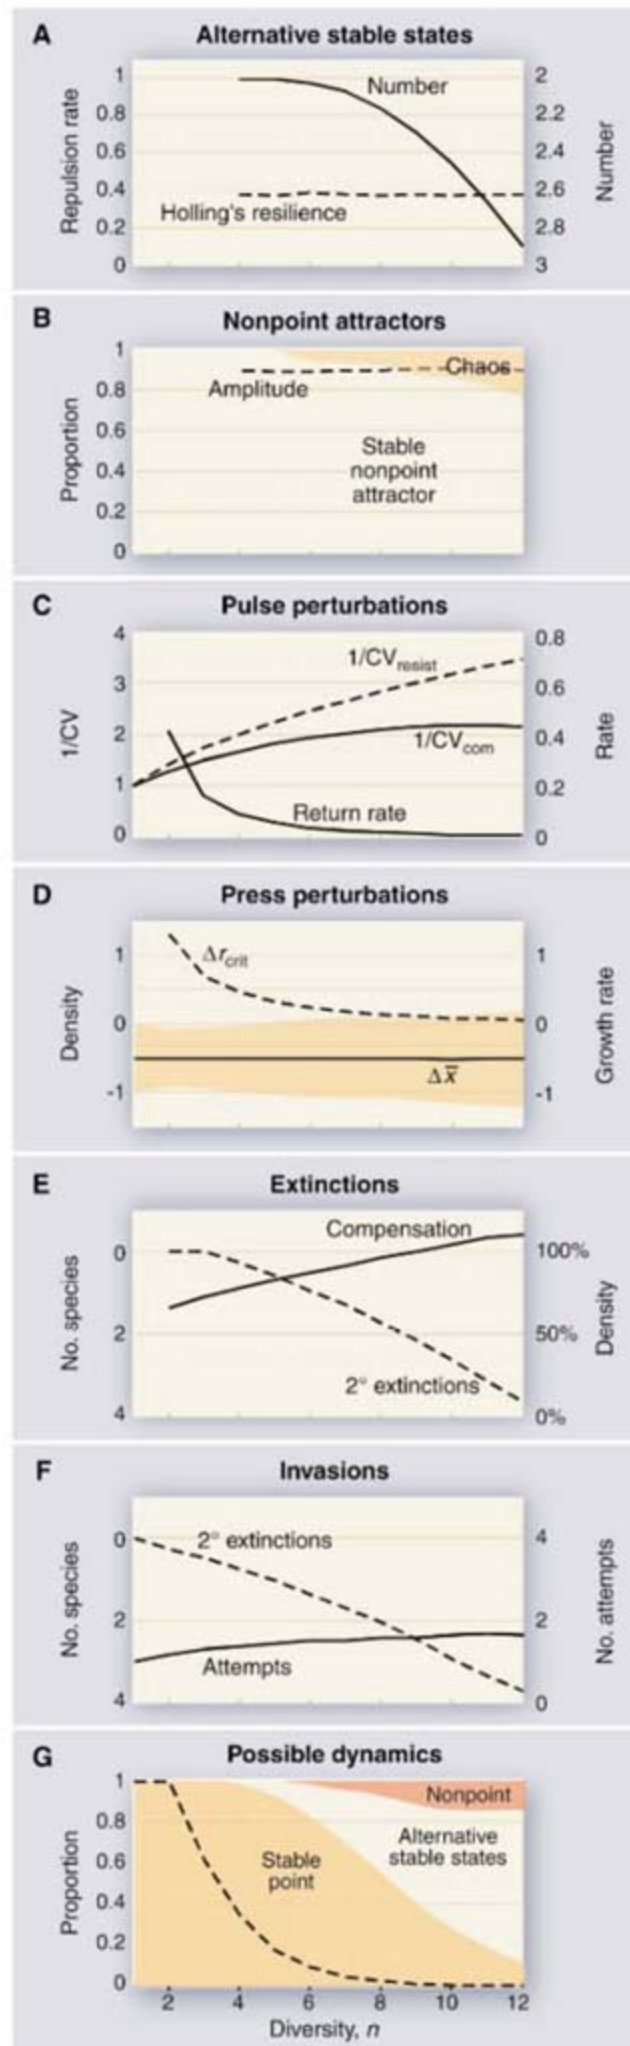 A Alternative stable states
1
0.8
0.6
0.4
0.2
0
Repulsion rate
Number
Holling's resilience
2
2.2
2.4
2.6
2.8
3
Number
B Nonpoint attractors
1
0.8
0.6
0.4
0.2
0
Proportion
Chaos
Amplitude
Stable
nonpoint
attractor
C Pulse perturbations
4
3
2
1
0
1/CV
1/CVresist
1/CVcom
Return rate
0.8
0.6
0.4
0.2
0
Rate
D Press perturbations
1
0
-1
Density
Δrcrit
Δx̅
1
0
-1
Growth rate
E Extinctions
0
2
4
No. species
Compensation
2° extinctions
100%
50%
0%
Density
F Invasions
0
2
4
No. species
2° extinctions
Attempts
4
2
0
No. attempts
G Possible dynamics
1
0.8
0.6
0.4
0.2
0
Proportion
Nonpoint
Alternative
stable states
Stable
point
2 4 6 8 10 12
Diversity, n